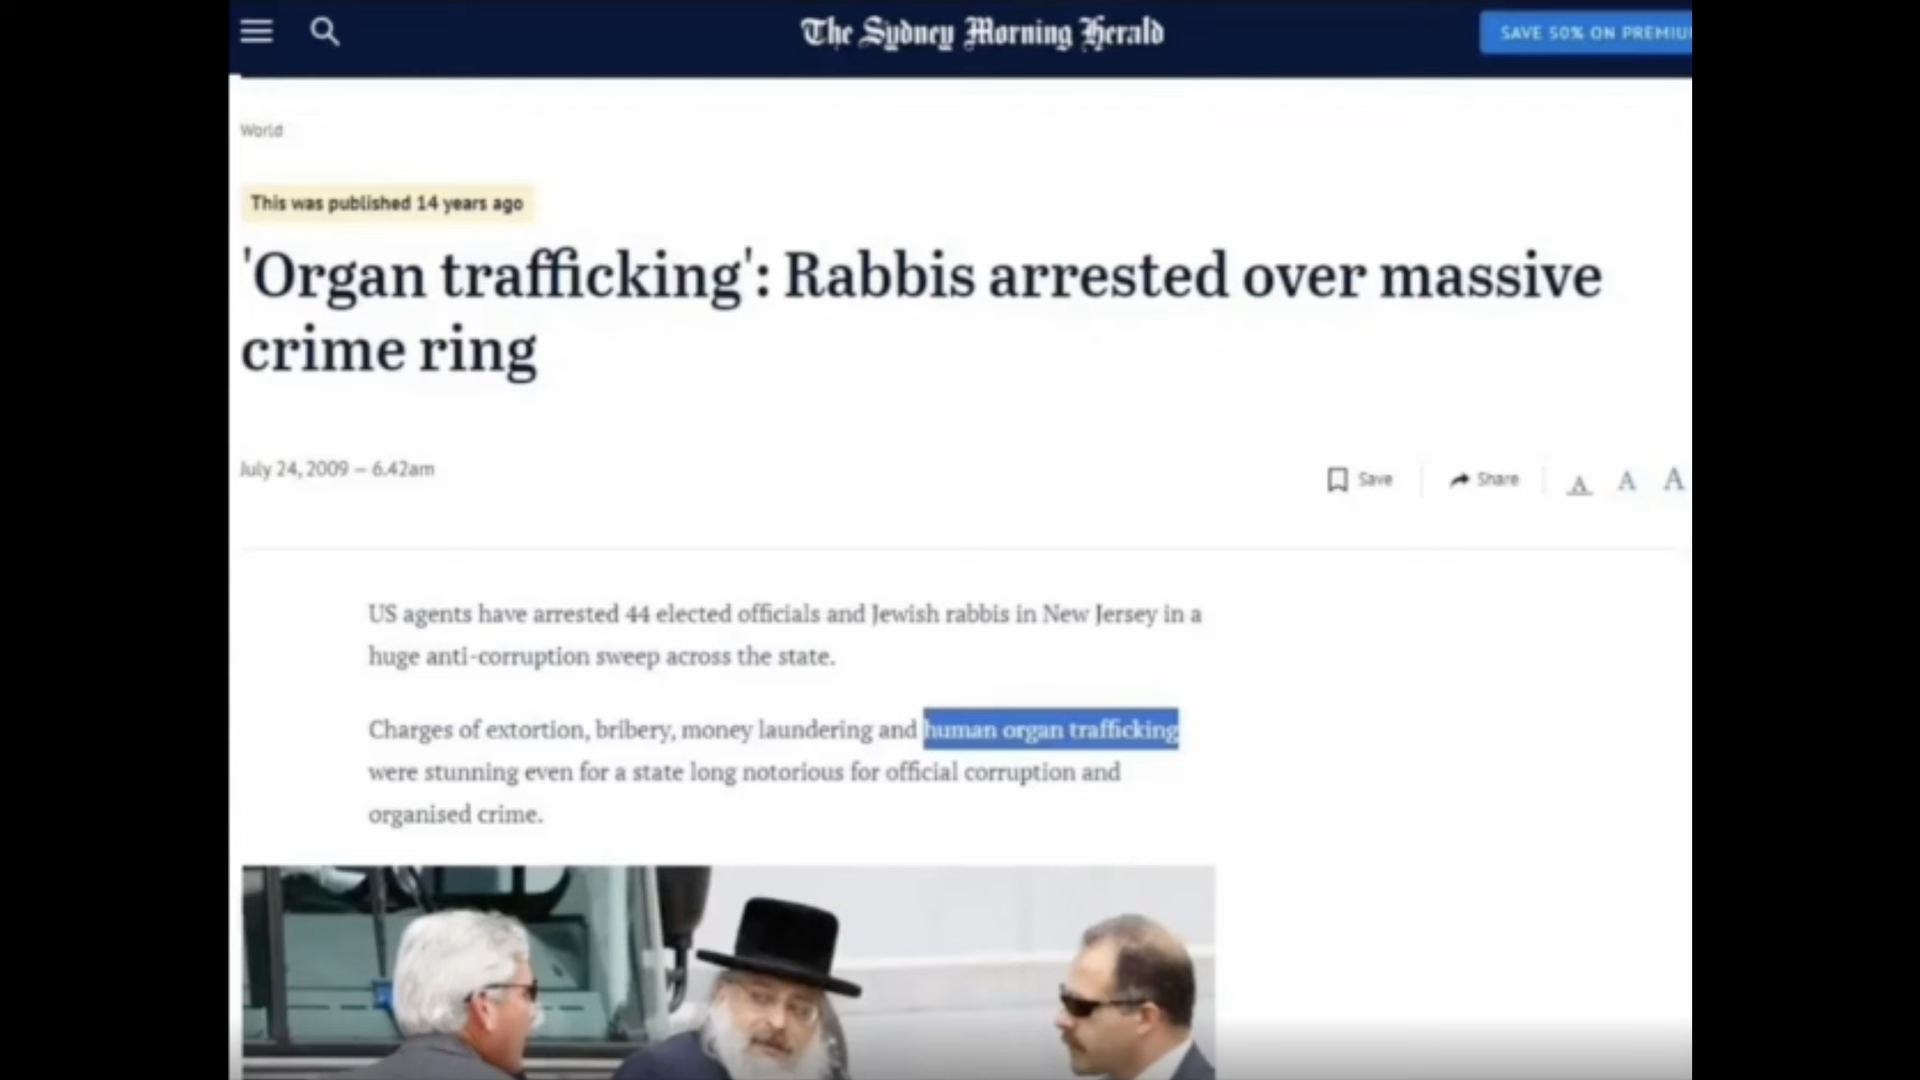 The Sydney Morning Herald
SAVE 50% ON
World
This was published 14 years ago
'Organ trafficking': Rabbis arrested over massive
crime ring
July 24, 2009 – 6.42am
Save
Share
A A A
US agents have arrested 44 elected officials and Jewish rabbis in New Jersey in a
huge anti-corruption sweep across the state.
Charges of extortion, bribery, money laundering and human organ trafficking
were stunning even for a state long notorious for official corruption and
organised crime.